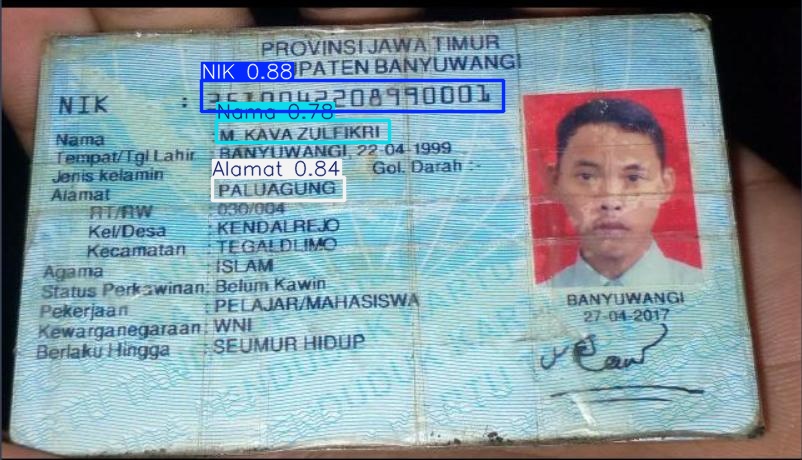 PROVINSI JAWA TIMUR
PATEN BANYUWANGI
NIK 0.88
NIK :
Nama 0.78
Nama : M. KAVA ZULFIKRI
Tempat/Tgl Lahir : BANYUWANGI, 22-04-1999
Alamat 0.84
Jenis kelamin Gol. Darah : -
Alamat : PALUAGUNG
RT/RW : 030/004
Kel/Desa : KENDALREJO
Kecamatan : TEGALDLIMO
Agama : ISLAM
Status Perkawinan: Belum Kawin
Pekerjaan : PELAJAR/MAHASISWA
Kewarganegaraan: WNI
Berlaku Hingga : SEUMUR HIDUP
BANYUWANGI
27-04-2017